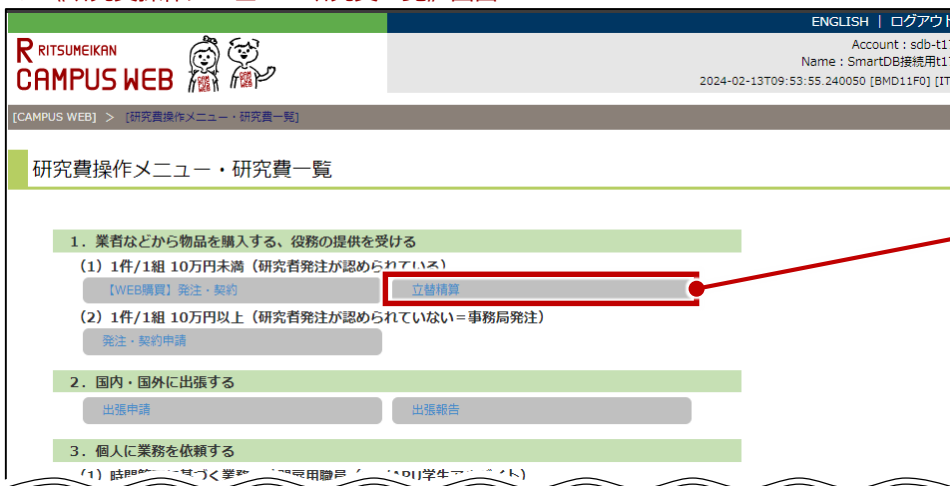 ENGLISH | ログアウト
R RITSUMEIKAN
CAMPUS WEB
Account : sdb-t17
Name : SmartDB接続用t17
2024-02-13T09:53:55.240050 [BMD11F0] [IT
[CAMPUS WEB] > [研究費操作メニュー・研究費一覧]
研究費操作メニュー・研究費一覧
1. 業者などから物品を購入する、役務の提供を受ける
(1) 1件/1組 10万円未満（研究者発注が認められている）
【WEB購買】発注・契約 立替精算
(2) 1件/1組 10万円以上（研究者発注が認められていない＝事務局発注）
発注・契約申請
2. 国内・国外に出張する
出張申請 出張報告
3. 個人に業務を依頼する
(1) 時間